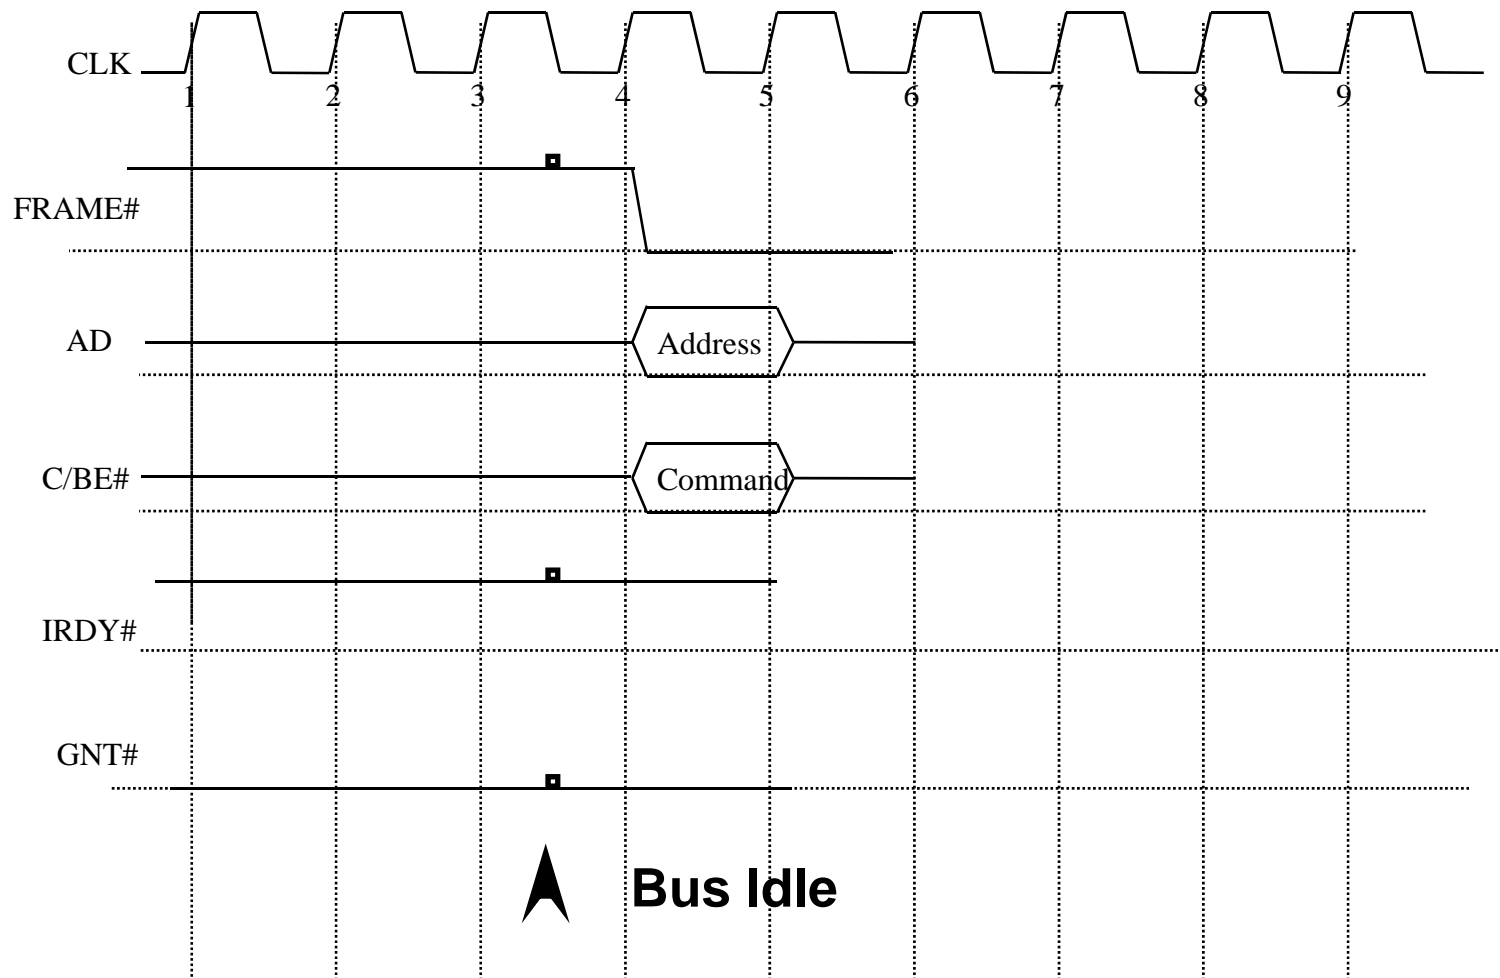 CLK
1 2 3 4 5 6 7 8 9
FRAME#
AD
Address
C/BE#
Command
IRDY#
GNT#
Bus Idle